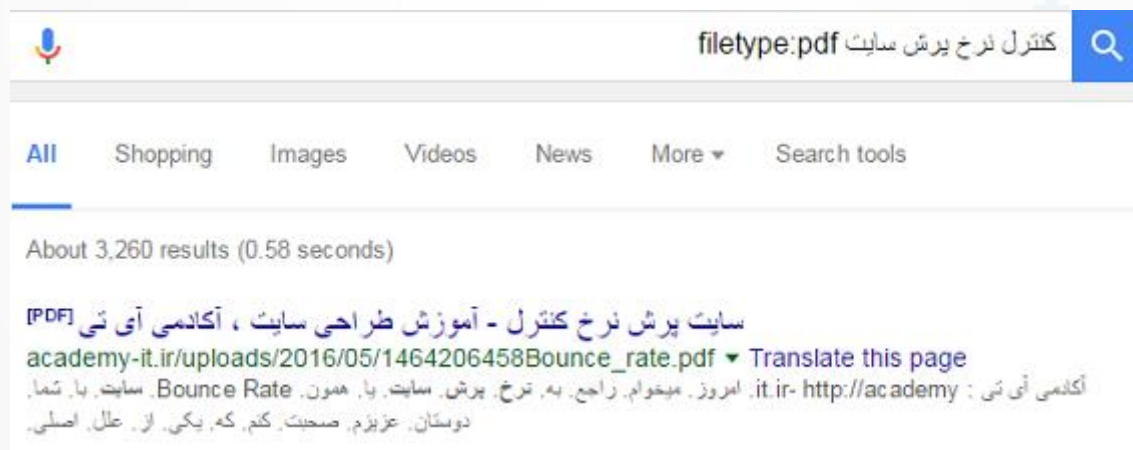 کنترل نرخ پرش سایت filetype:pdf
All Shopping Images Videos News More Search tools
About 3,260 results (0.58 seconds)
سایت پرش نرخ کنترل - آموزش طراحی سایت ، آکادمی آی تی [PDF]
academy-it.ir/uploads/2016/05/1464206458Bounce_rate.pdf Translate this page
آکادمی آی تی : it.ir- http://academy. امروز. میخوام. راجع. به. نرخ. پرش. سایت. یا. همون. Bounce Rate. سایت. با. شما.
دوستان. عزیزم. صحبت. کنم. که. یکی. از. علل. اصلی.